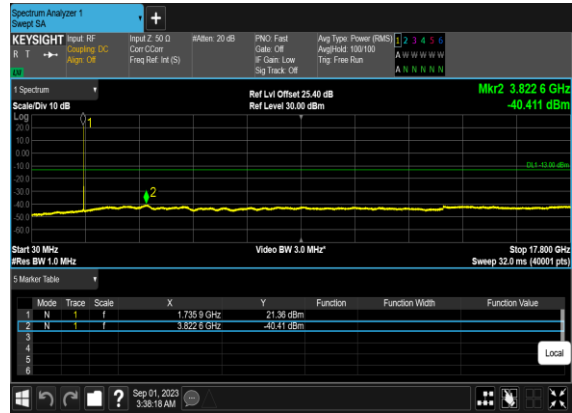 Spectrum Analyzer 1
Swept SA
+
KEYSIGHT Input: RF Input Z: 50 Ω #Atten: 20 dB PNO: Fast Avg Type: Power (RMS) 1 2 3 4 5 6
R T Coupling: DC Corr CCorr Gate: Off Avg|Hold: 100/100 A W W W W W
Align: Off Freq Ref: Int (S) IF Gain: Low Trig: Free Run
LW Sig Track: Off A N N N N N
1 Spectrum Ref Lvl Offset 25.40 dB Mkr2 3.822 6 GHz
Scale/Div 10 dB Ref Level 30.00 dBm -40.411 dBm
Log
20.0
10.0
0.00
-10.0
-20.0
-30.0
-40.0
-50.0
-60.0
1
2
DL1 -13.00 dBm
Start 30 MHz Video BW 3.0 MHz* Stop 17.800 GHz
#Res BW 1.0 MHz Sweep 32.0 ms (40001 pts)
5 Marker Table
Mode Trace Scale X Y Function Function Width Function Value
1 N 1 f 1.735 9 GHz 21.36 dBm
2 N 1 f 3.822 6 GHz -40.41 dBm
3
4
5
6
Local
? Sep 01, 2023
3:38:18 AM